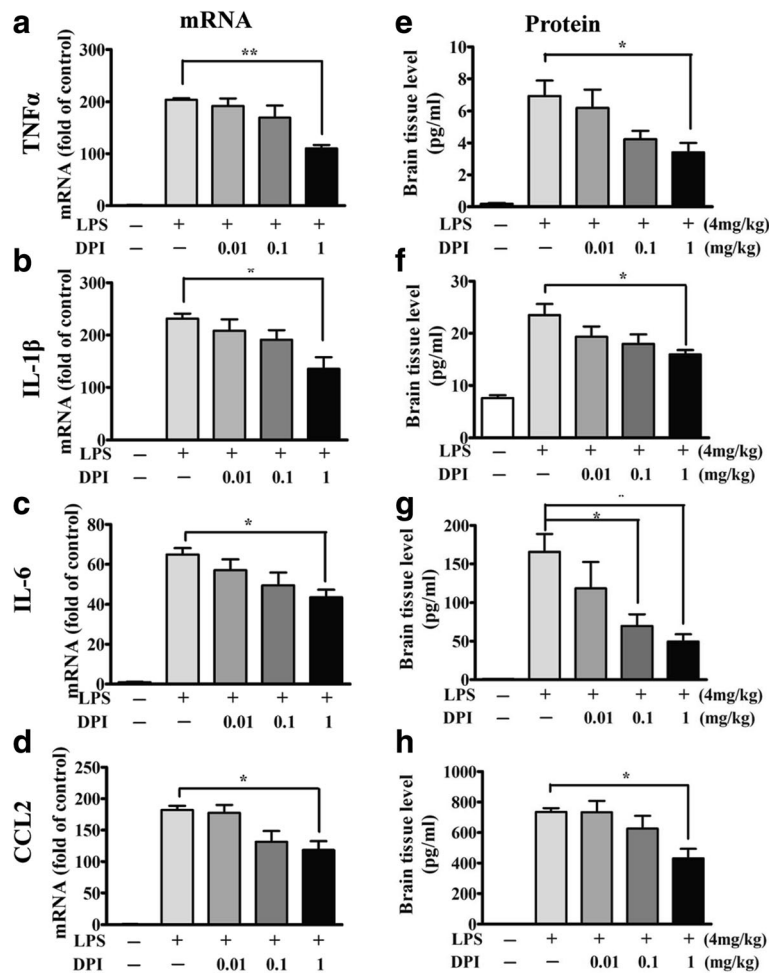 mRNA
Protein
a
TNFα
mRNA (fold of control)
300
200
100
0
**
LPS – + + + +
DPI – – 0.01 0.1 1
e
Brain tissue level
(pg/ml)
8
6
4
2
0
*
LPS – + + + + (4mg/kg)
DPI – – 0.01 0.1 1 (mg/kg)
b
IL-1β
mRNA (fold of control)
300
200
100
0
*
LPS – + + + +
DPI – – 0.01 0.1 1
f
Brain tissue level
(pg/ml)
30
20
10
0
*
LPS – + + + + (4mg/kg)
DPI – – 0.01 0.1 1 (mg/kg)
c
IL-6
mRNA (fold of control)
80
60
40
20
0
*
LPS – + + + +
DPI – – 0.01 0.1 1
g
Brain tissue level
(pg/ml)
200
150
100
50
0
**
*
LPS – + + + + (4mg/kg)
DPI – – 0.01 0.1 1 (mg/kg)
d
CCL2
mRNA (fold of control)
250
200
150
100
50
0
*
LPS – + + + +
DPI – – 0.01 0.1 1
h
Brain tissue level
(pg/ml)
1000
800
600
400
200
0
*
LPS – + + + + (4mg/kg)
DPI – – 0.01 0.1 1 (mg/kg)